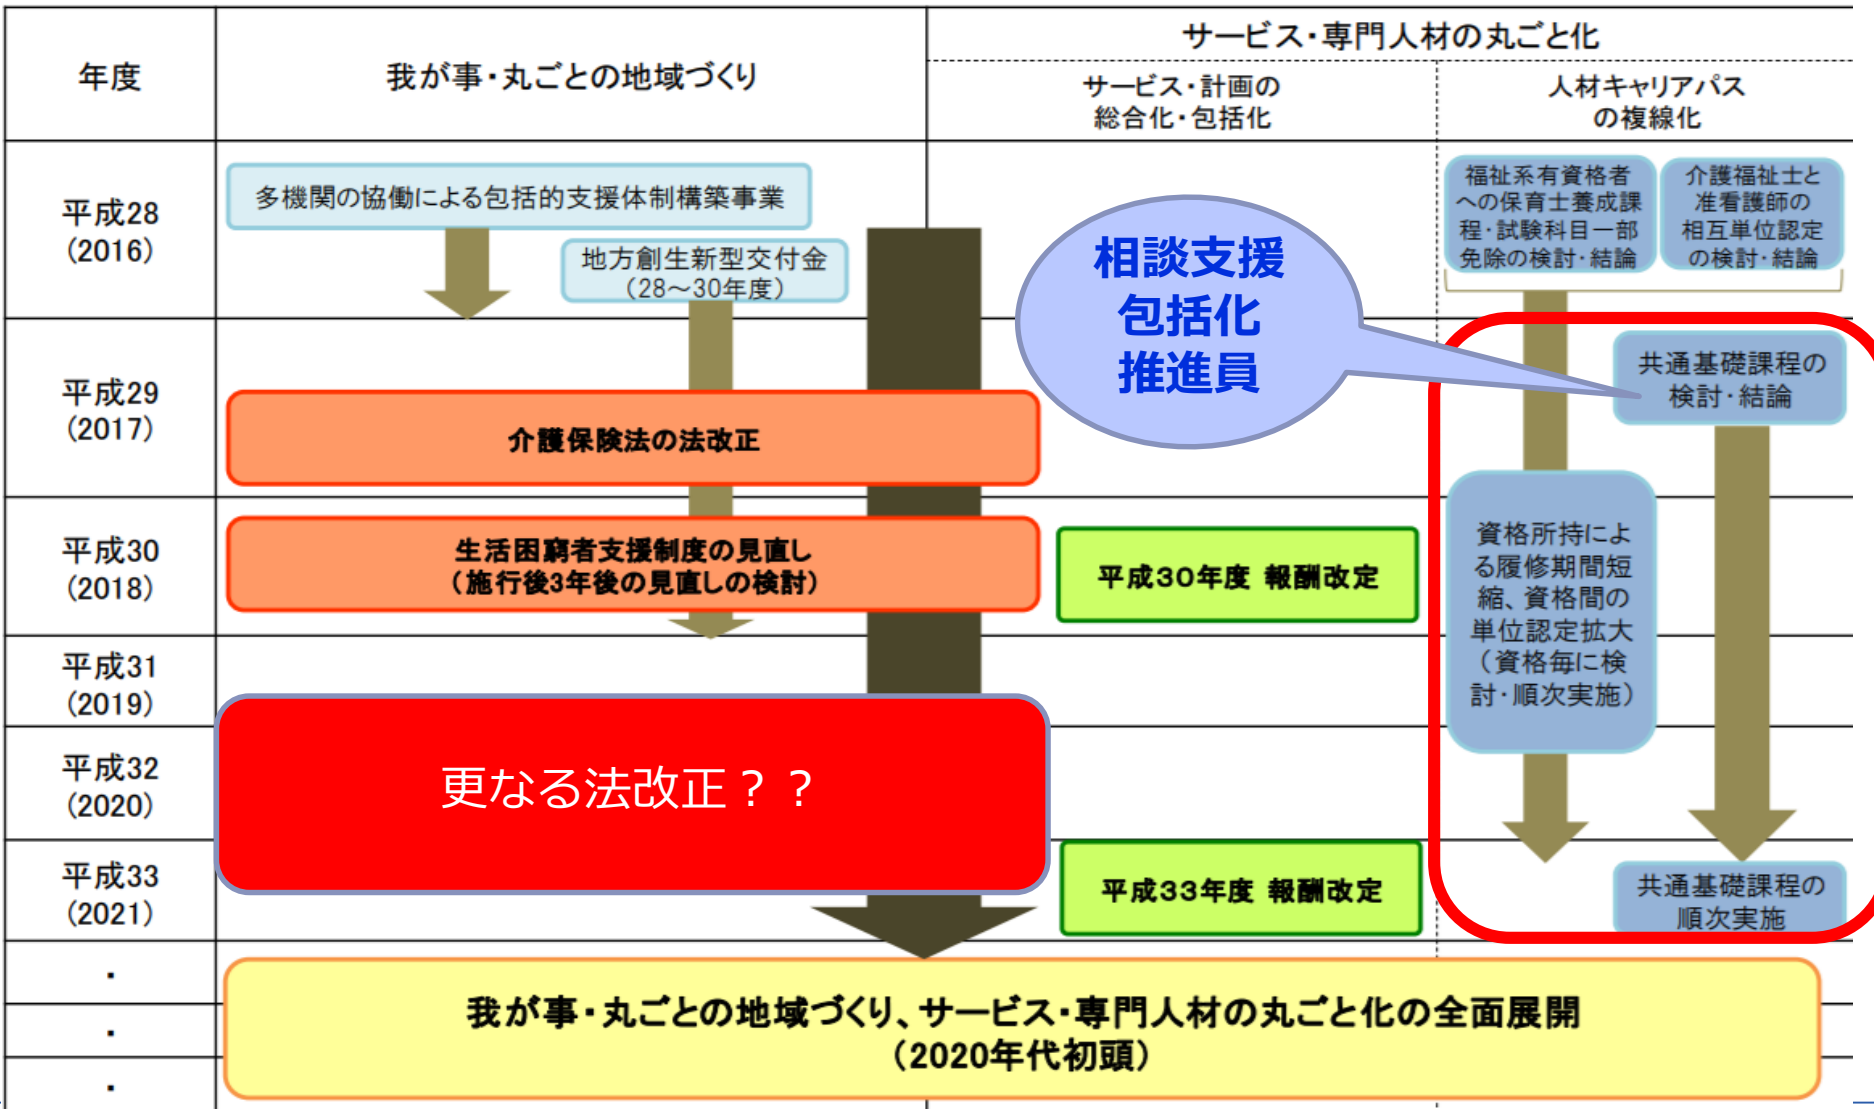 年度
我が事・丸ごとの地域づくり
サービス・専門人材の丸ごと化
サービス・計画の
総合化・包括化
人材キャリアパス
の複線化
平成28
(2016)
多機関の協働による包括的支援体制構築事業
地方創生新型交付金
(28～30年度)
相談支援
包括化
推進員
福祉系有資格者
への保育士養成課
程・試験科目一部
免除の検討・結論
介護福祉士と
准看護師の
相互単位認定
の検討・結論
平成29
(2017)
介護保険法の法改正
共通基礎課程の
検討・結論
平成30
(2018)
生活困窮者支援制度の見直し
(施行後3年後の見直しの検討)
平成30年度 報酬改定
資格所持によ
る履修期間短
縮、資格間の
単位認定拡大
(資格毎に検
討・順次実施)
平成31
(2019)
平成32
(2020)
更なる法改正？？
平成33
(2021)
平成33年度 報酬改定
共通基礎課程の
順次実施
・
・
・
我が事・丸ごとの地域づくり、サービス・専門人材の丸ごと化の全面展開
(2020年代初頭)